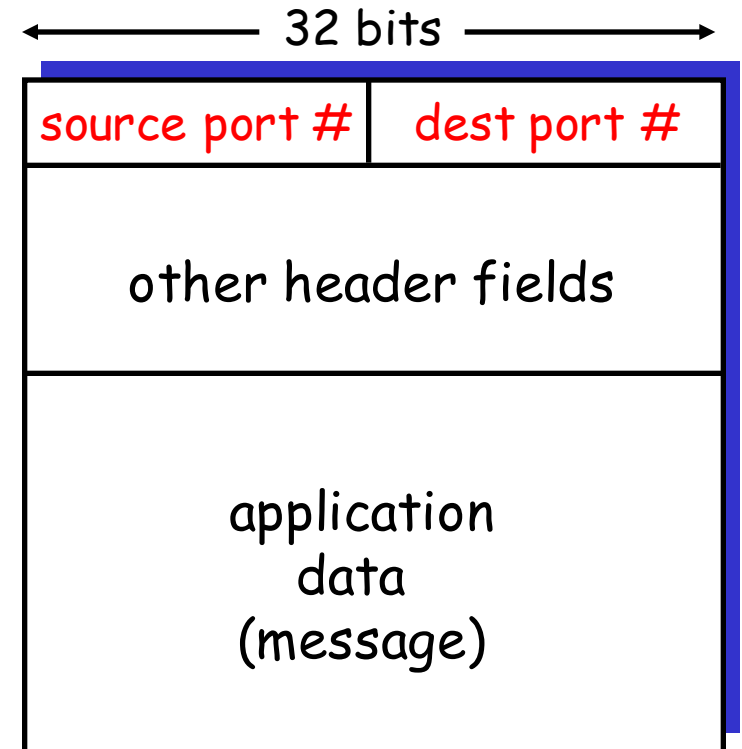 32 bits
source port # dest port #
other header fields
application
data
(message)